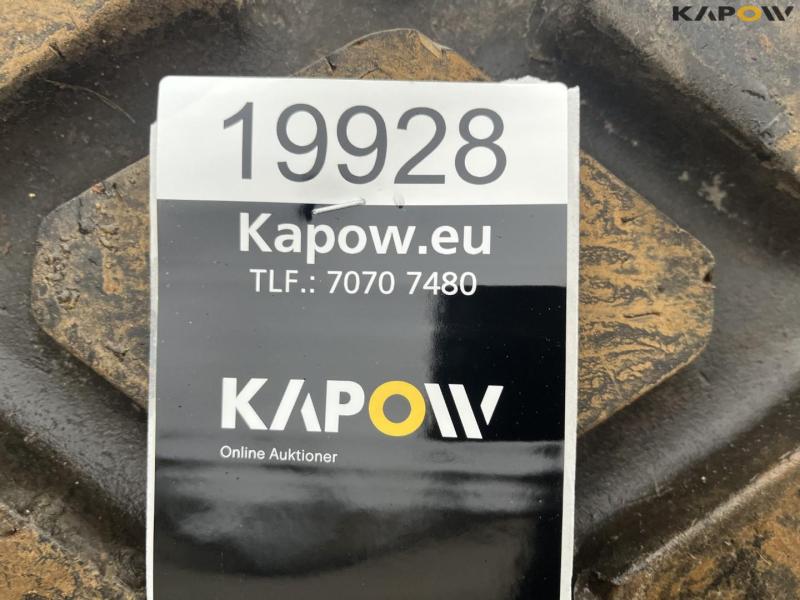 KAPOW
19928
Kapow.eu
TLF.: 7070 7480
KAPOW
Online Auktioner